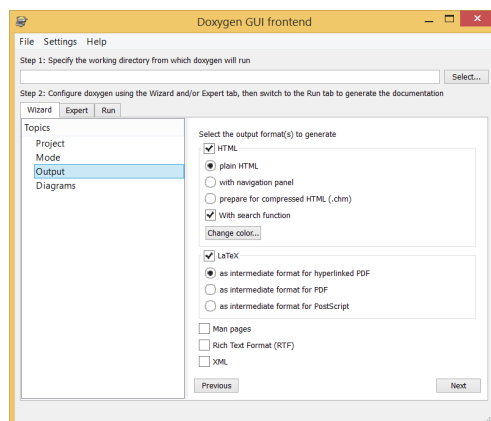 Doxygen GUI frontend
File Settings Help
Step 1: Specify the working directory from which doxygen will run
Select...
Step 2: Configure doxygen using the Wizard and/or Expert tab, then switch to the Run tab to generate the documentation
Wizard Expert Run
Topics
Project
Mode
Output
Diagrams
Select the output format(s) to generate
HTML
plain HTML
with navigation panel
prepare for compressed HTML (.chm)
With search function
Change color...
LaTeX
as intermediate format for hyperlinked PDF
as intermediate format for PDF
as intermediate format for PostScript
Man pages
Rich Text Format (RTF)
XML
Previous Next